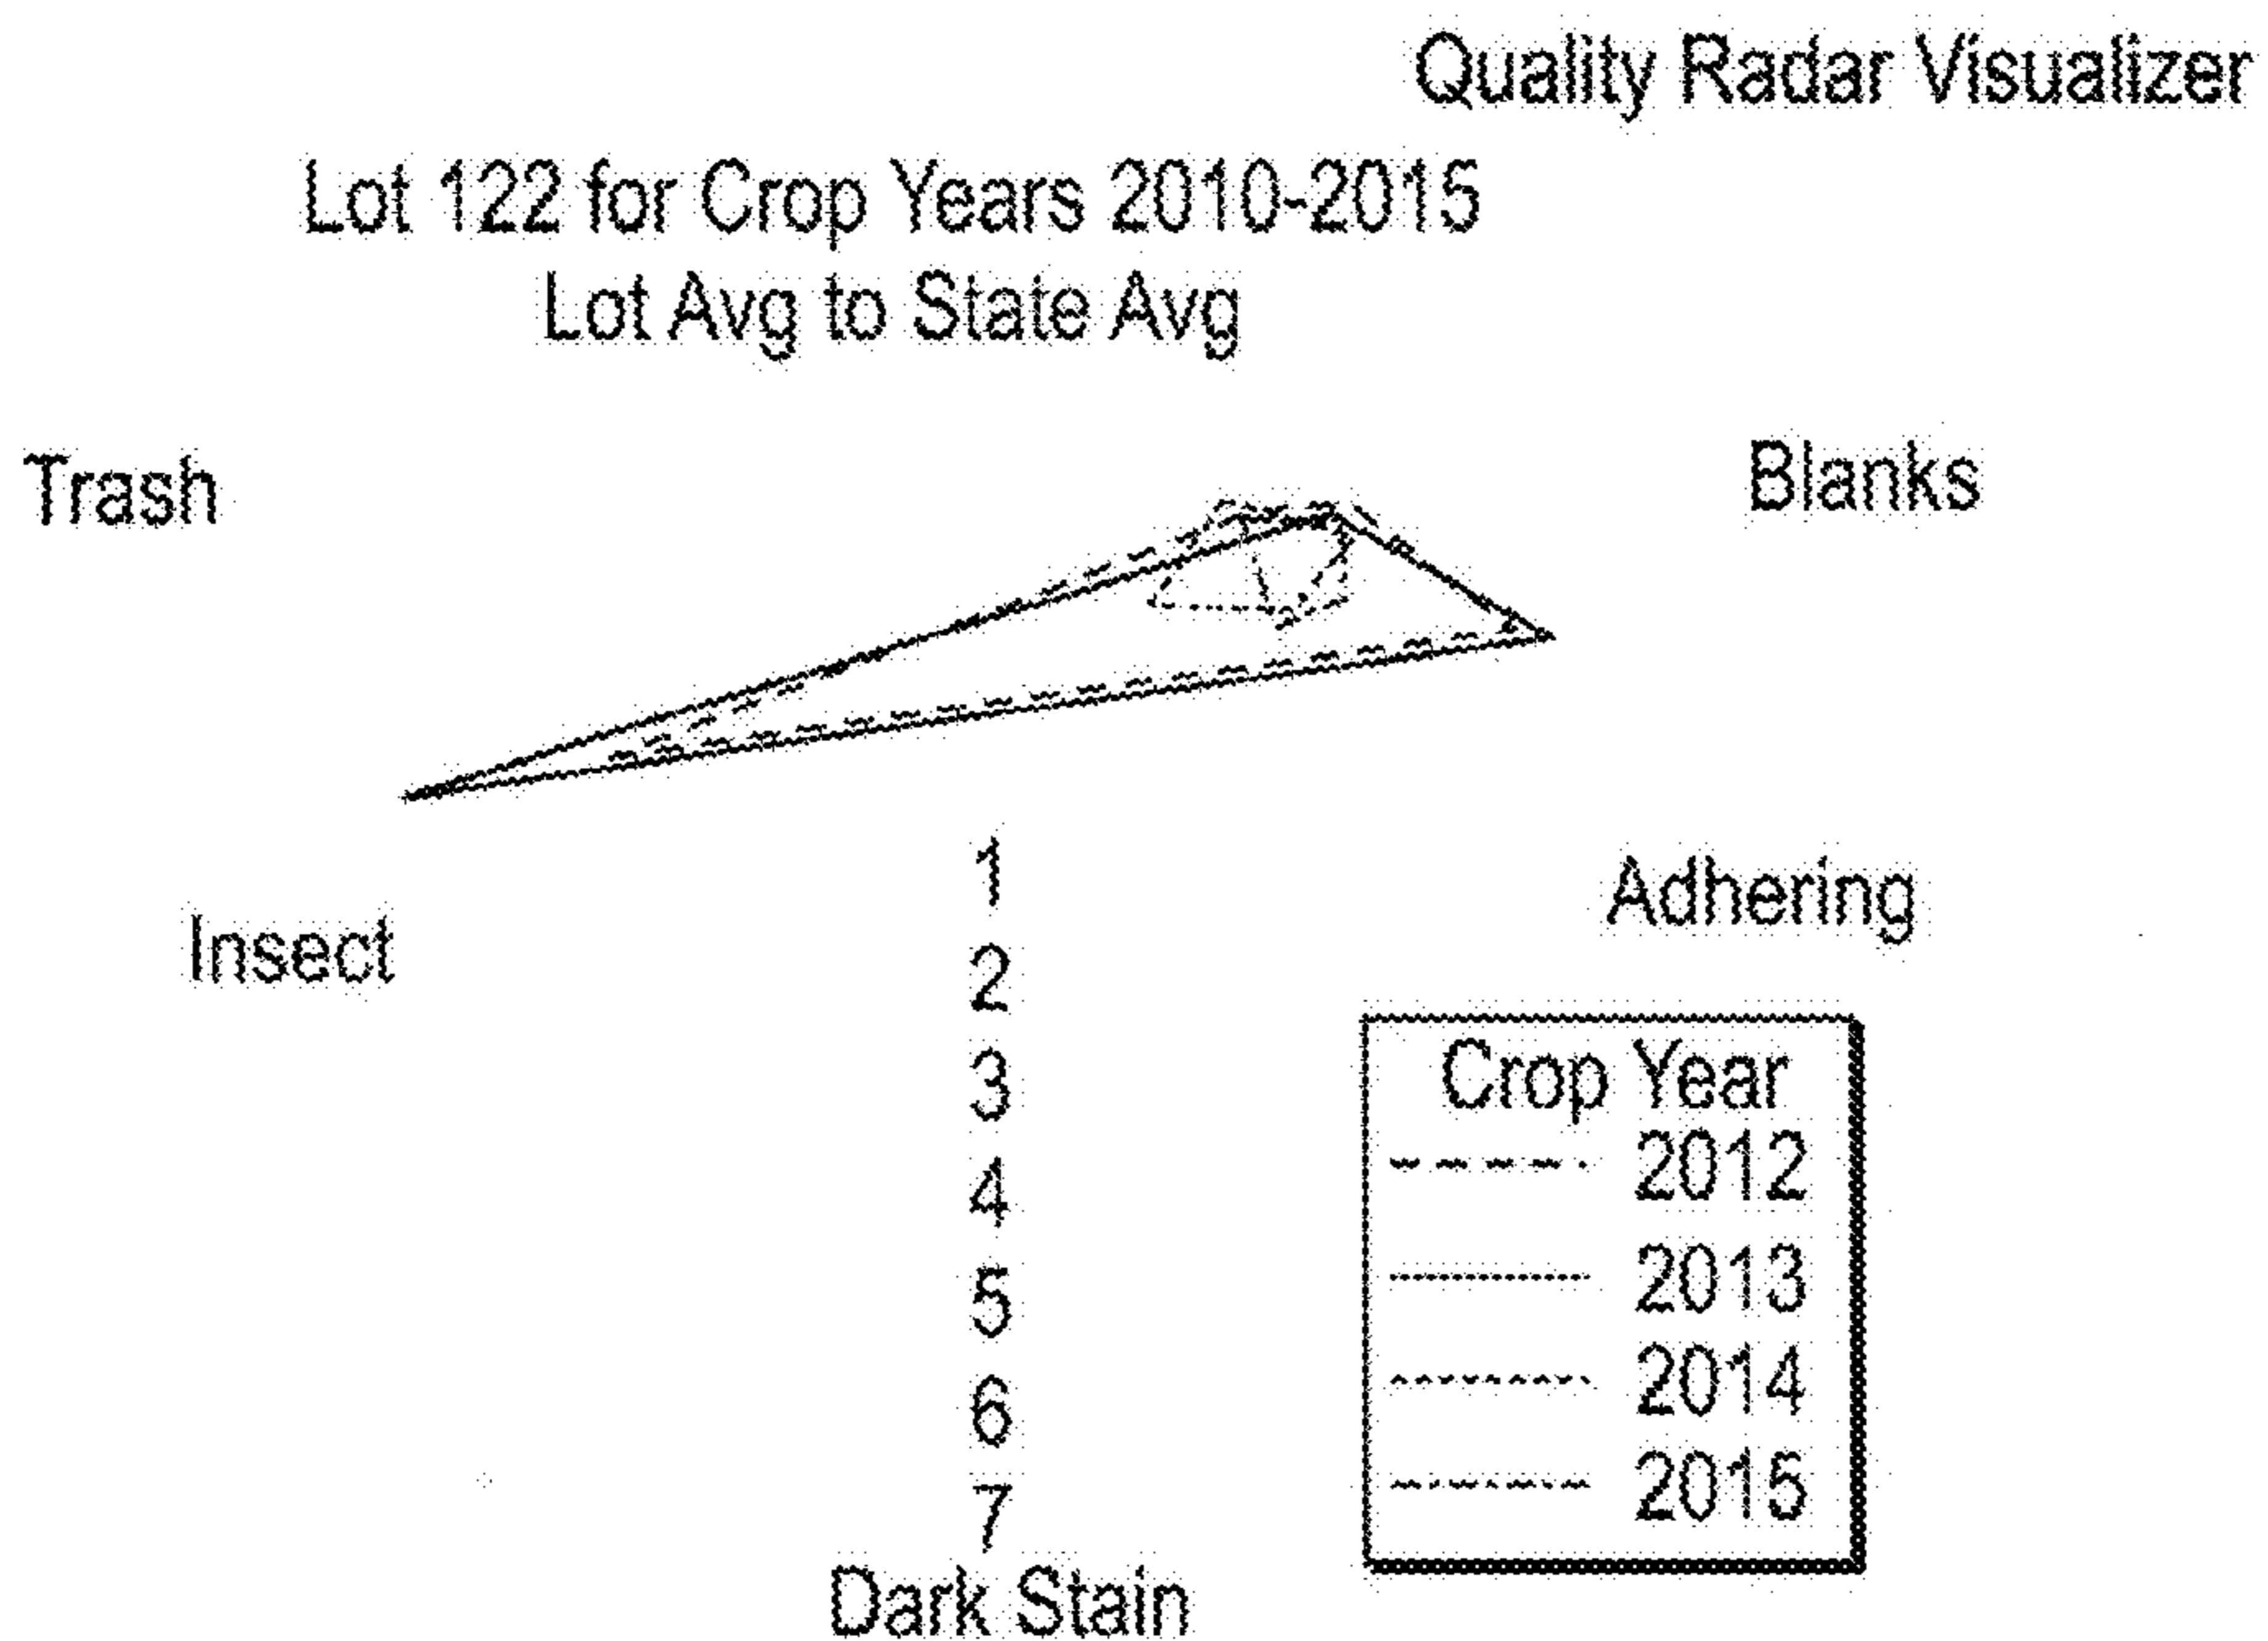 Quality Radar Visualizer
Lot 122 for Crop Years 2010-2015
Lot Avg to State Avg
Trash
Blanks
Insect
Adhering
1
2
3
4
5
6
7
Dark Stain
Crop Year
2012
2013
2014
2015